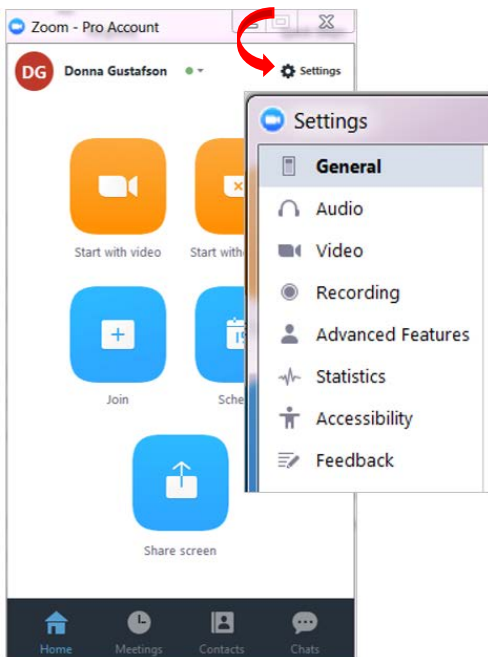 Zoom - Pro Account
DG
Donna Gustafson
Settings
Settings
General
Audio
Video
Recording
Advanced Features
Statistics
Accessibility
Feedback
Start with video
Start with
Join
Sche
Share screen
Home
Meetings
Contacts
Chats